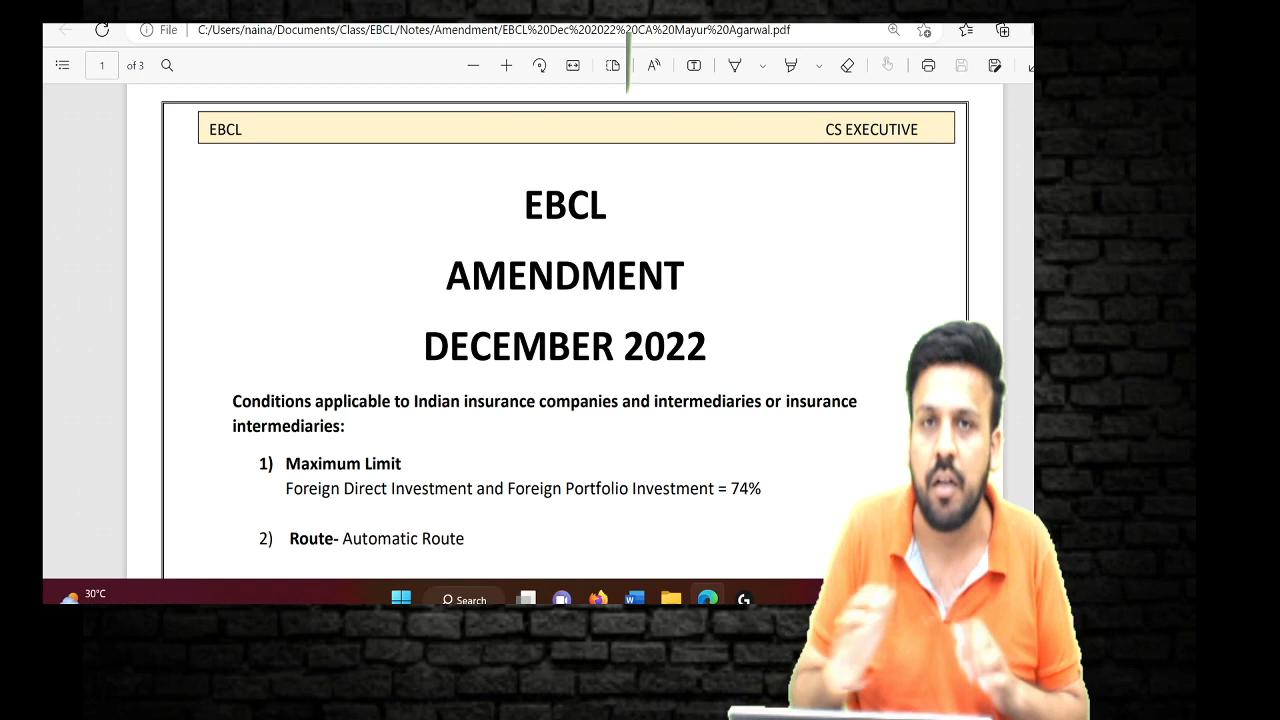 File C:/Users/naina/Documents/Class/EBCL/Notes/Amendment/EBCL%20Dec%202022%20CA%20Mayur%20Agarwal.pdf
1 of 3
EBCL CS EXECUTIVE
EBCL
AMENDMENT
DECEMBER 2022
Conditions applicable to Indian insurance companies and intermediaries or insurance
intermediaries:
1) Maximum Limit
Foreign Direct Investment and Foreign Portfolio Investment = 74%
2) Route- Automatic Route
30°C Search